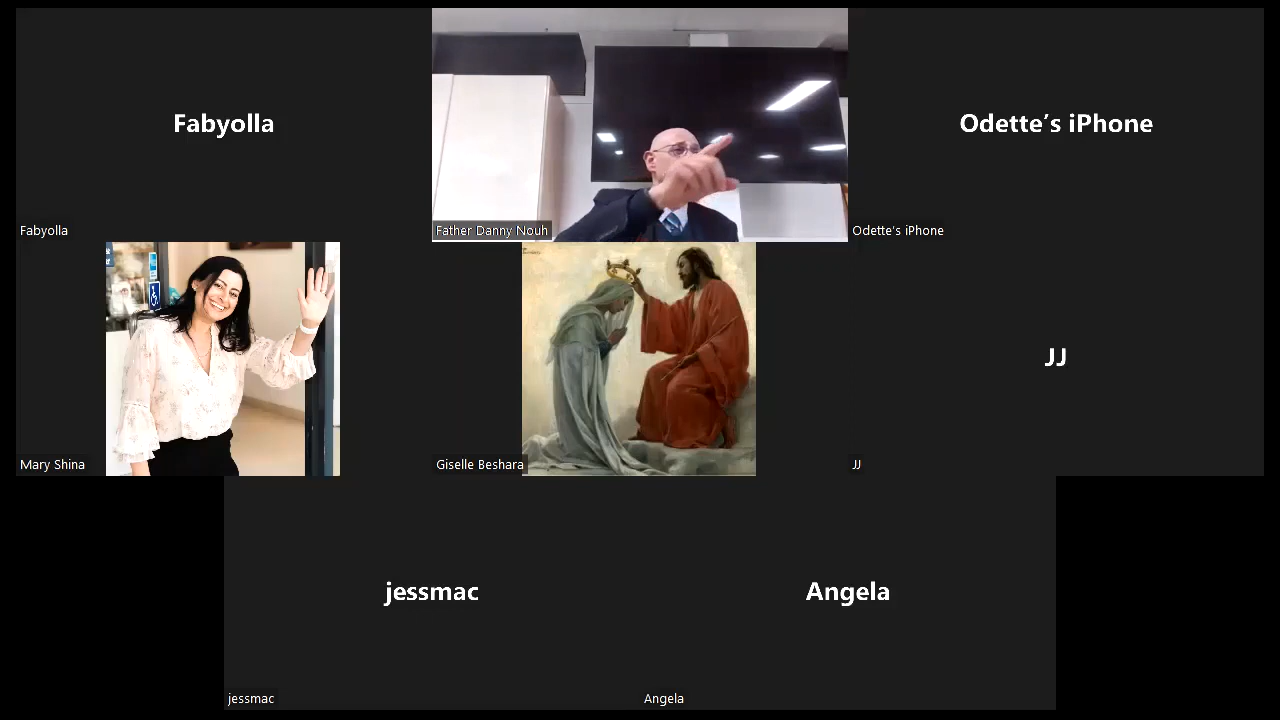 Fabyolla
Fabyolla
Father Danny Nouh
Odette's iPhone
Odette's iPhone
Mary Shina
Giselle Beshara
JJ
JJ
jessmac
jessmac
Angela
Angela